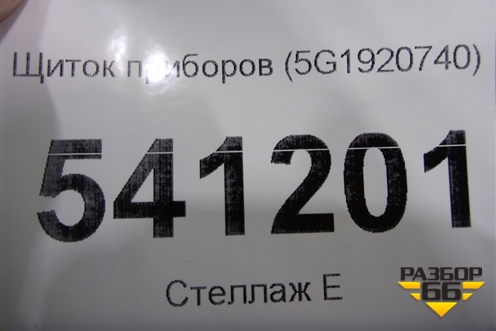 Щиток приборов (5G1920740)
541201
Стеллаж Е
РАЗБОР
66